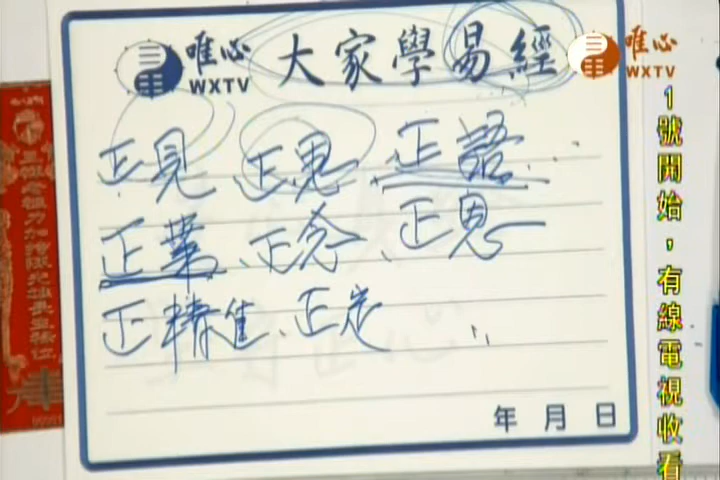 唯心 WXTV 大家學易經 唯心 WXTV
正見 正思 正語
正業、正念、正恩
正精進、正定
年 月 日
1號開始，有線電視收看